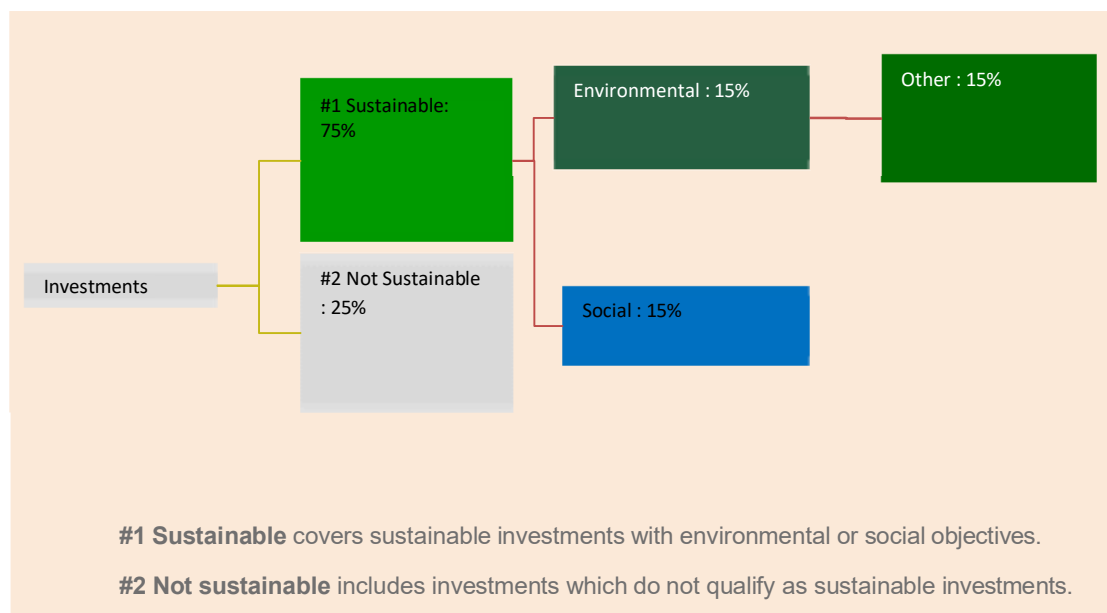 #1 Sustainable:
75%
Environmental : 15%
Other : 15%
Investments
#2 Not Sustainable
: 25%
Social : 15%
#1 Sustainable covers sustainable investments with environmental or social objectives.
#2 Not sustainable includes investments which do not qualify as sustainable investments.